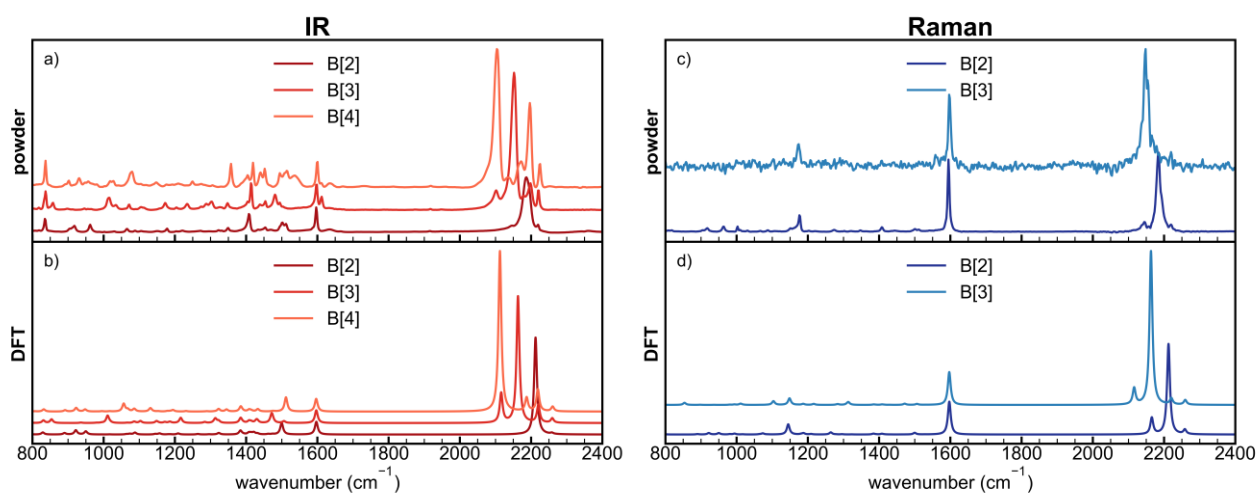 IR
Raman
a)
B[2]
B[3]
B[4]
powder
c)
B[2]
B[3]
powder
b)
B[2]
B[3]
B[4]
DFT
d)
B[2]
B[3]
DFT
800 1000 1200 1400 1600 1800 2000 2200 2400
wavenumber (cm⁻¹)
800 1000 1200 1400 1600 1800 2000 2200 2400
wavenumber (cm⁻¹)